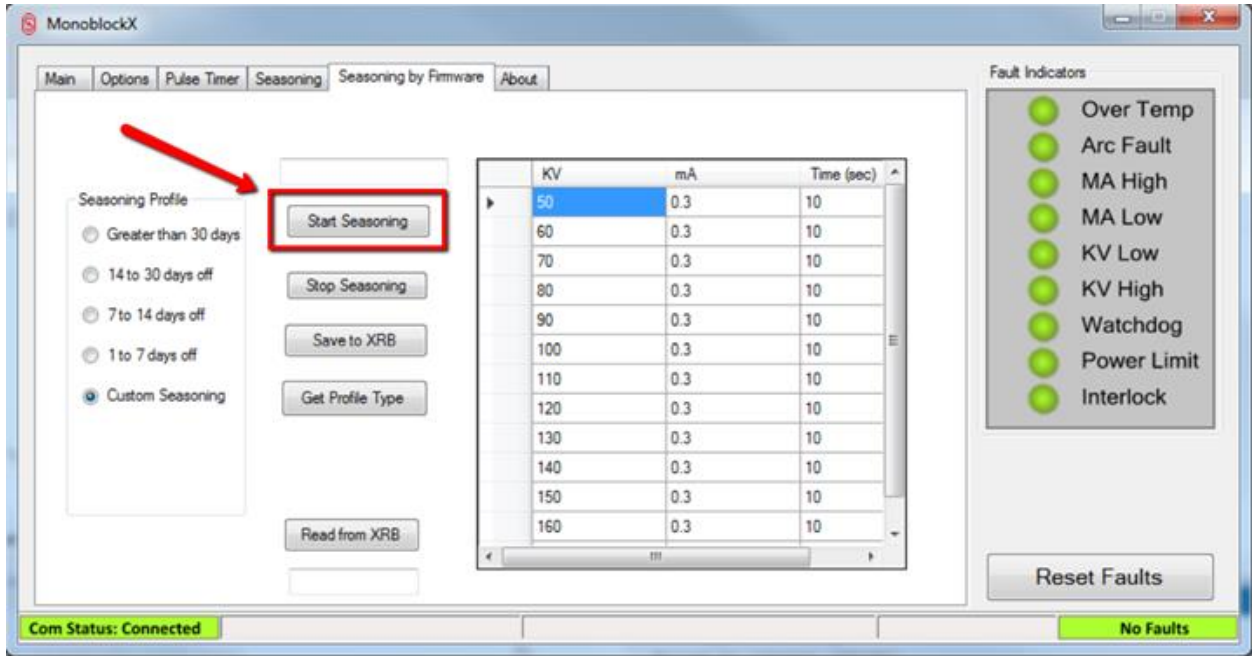 MonoblockX
Main Options Pulse Timer Seasoning Seasoning by Firmware About
Seasoning Profile
Greater than 30 days
14 to 30 days off
7 to 14 days off
1 to 7 days off
Custom Seasoning
Start Seasoning
Stop Seasoning
Save to XRB
Get Profile Type
Read from XRB
KV mA Time (sec)
50 0.3 10
60 0.3 10
70 0.3 10
80 0.3 10
90 0.3 10
100 0.3 10
110 0.3 10
120 0.3 10
130 0.3 10
140 0.3 10
150 0.3 10
160 0.3 10
Fault Indicators
Over Temp
Arc Fault
MA High
MA Low
KV Low
KV High
Watchdog
Power Limit
Interlock
Reset Faults
Com Status: Connected
No Faults